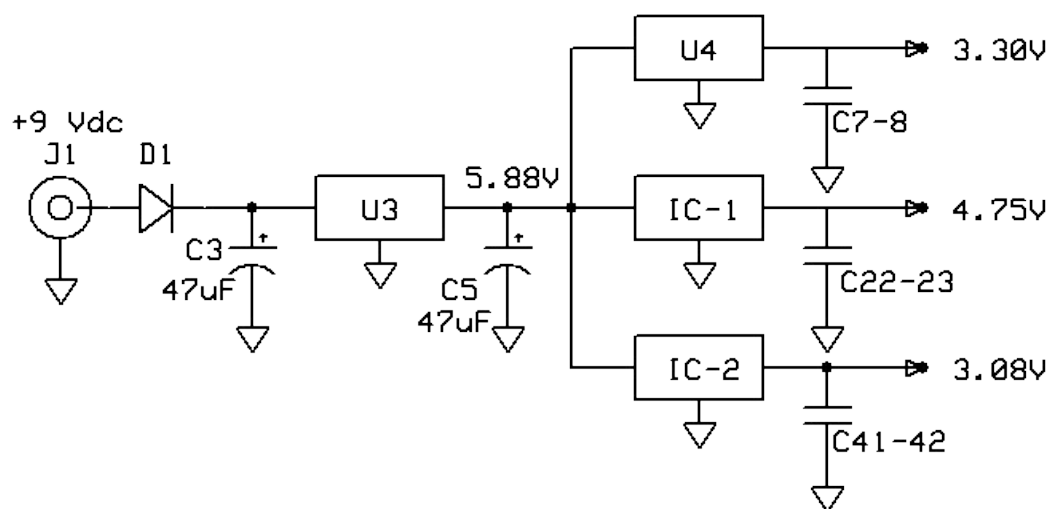 U4
3.30V
C7-8
+9 Vdc
J1
D1
5.88V
U3
IC-1
4.75V
+
C3
47uF
+
C5
47uF
C22-23
IC-2
3.08V
C41-42